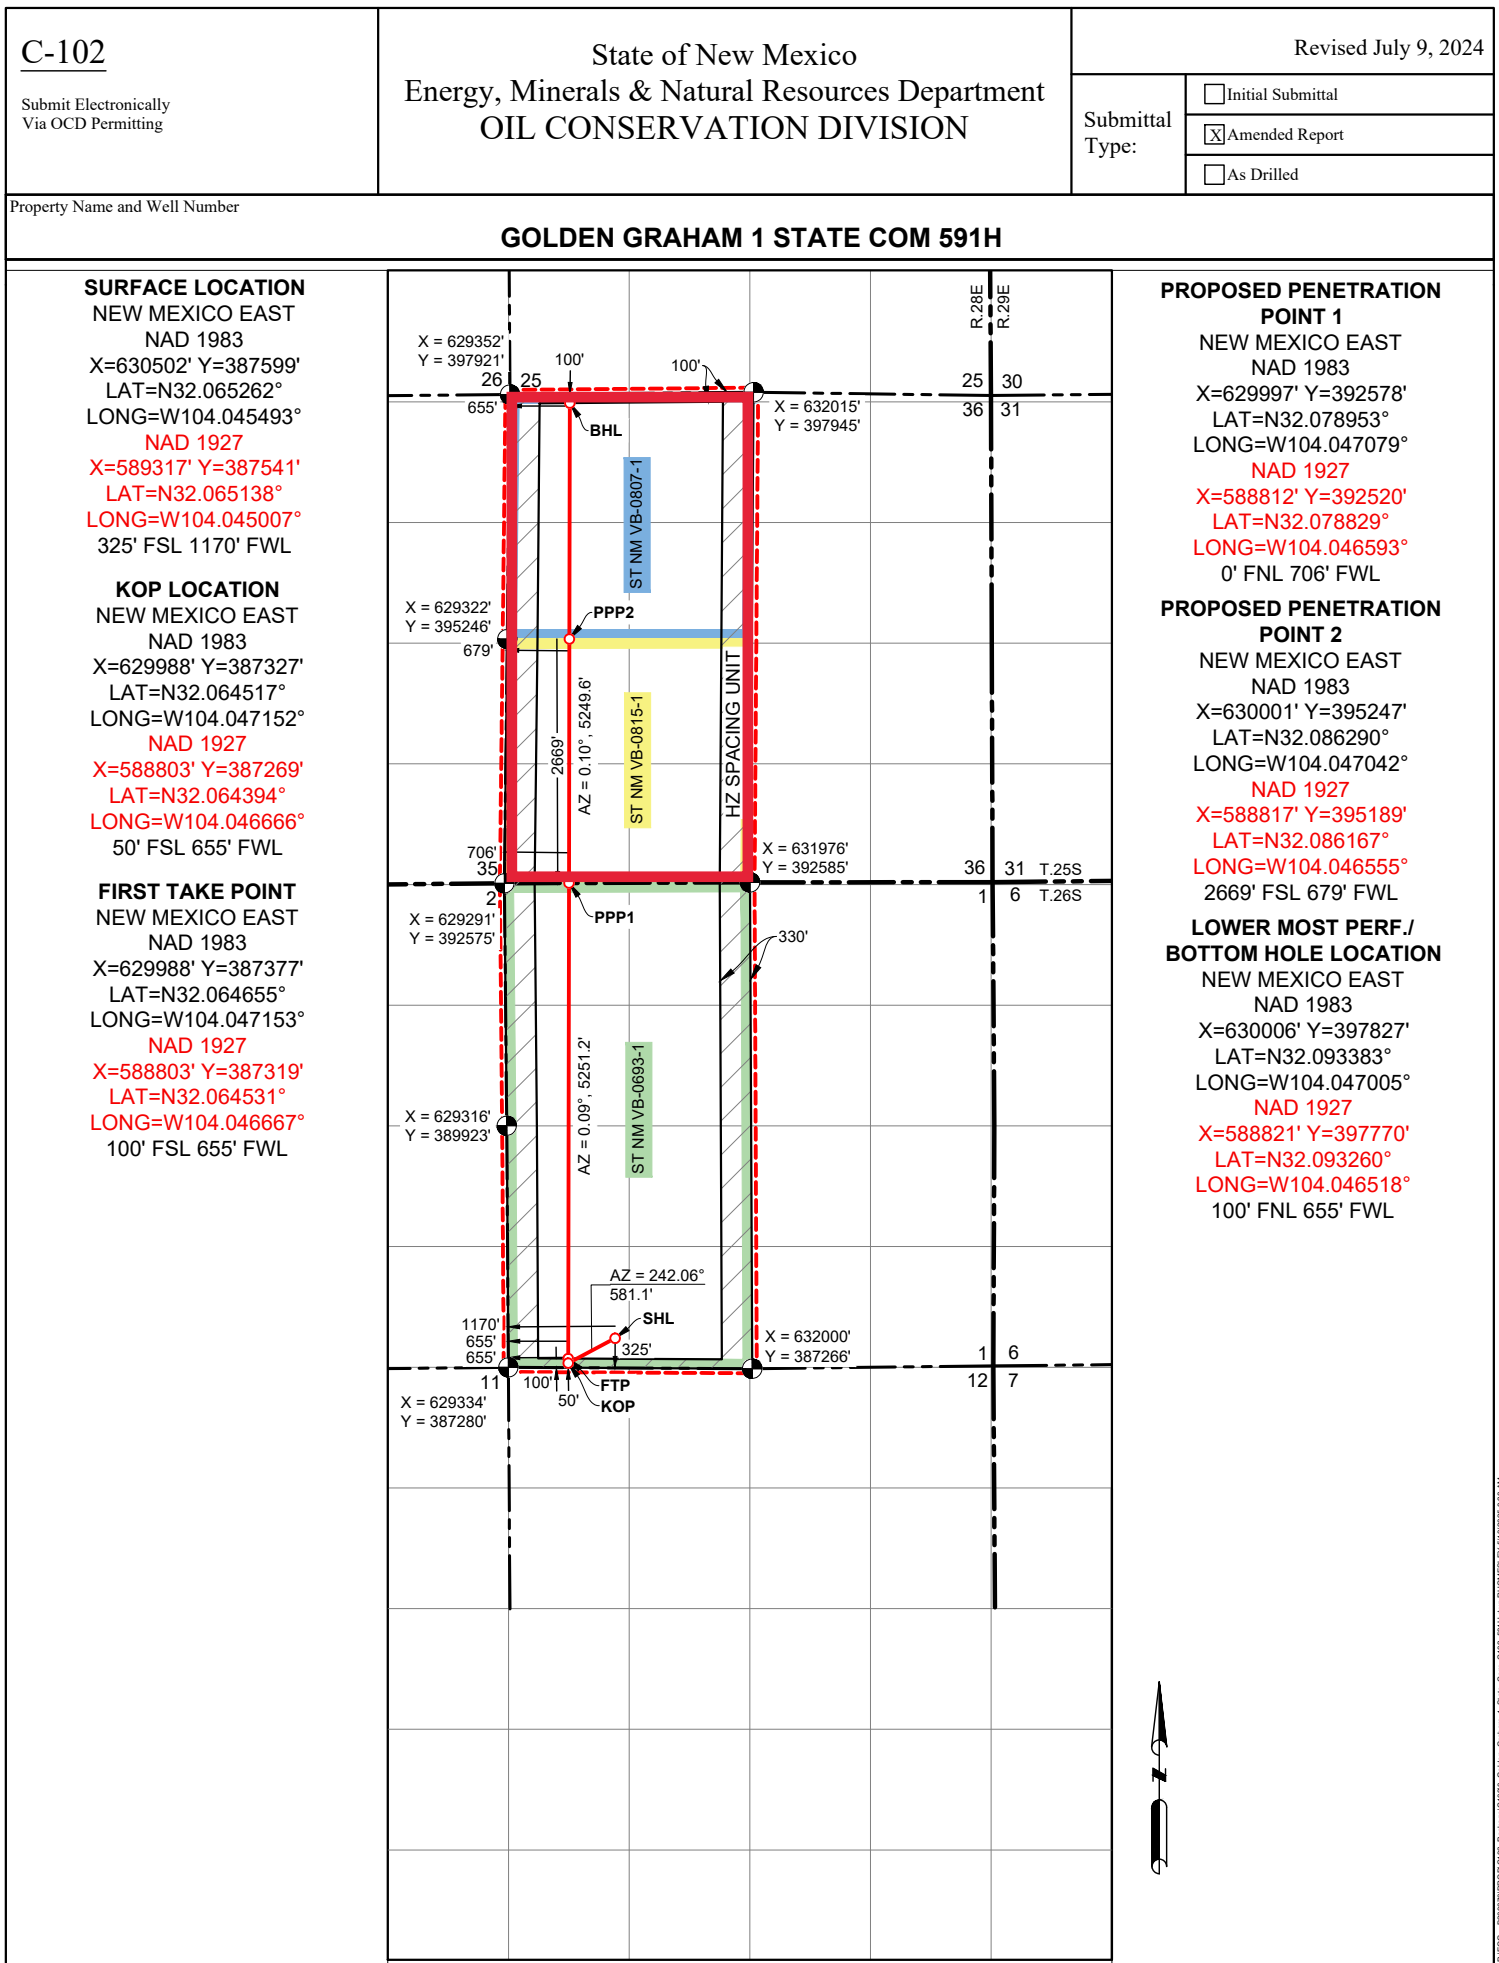 C-102
Submit Electronically
Via OCD Permitting
State of New Mexico
Energy, Minerals & Natural Resources Department
OIL CONSERVATION DIVISION
Revised July 9, 2024
Submittal
Type:
Initial Submittal
X Amended Report
As Drilled
Property Name and Well Number
GOLDEN GRAHAM 1 STATE COM 591H
SURFACE LOCATION
NEW MEXICO EAST
NAD 1983
X=630502' Y=387599'
LAT=N32.065262°
LONG=W104.045493°
NAD 1927
X=589317' Y=387541'
LAT=N32.065138°
LONG=W104.045007°
325' FSL 1170' FWL
KOP LOCATION
NEW MEXICO EAST
NAD 1983
X=629988' Y=387327'
LAT=N32.064517°
LONG=W104.047152°
NAD 1927
X=588803' Y=387269'
LAT=N32.064394°
LONG=W104.046666°
50' FSL 655' FWL
FIRST TAKE POINT
NEW MEXICO EAST
NAD 1983
X=629988' Y=387377'
LAT=N32.064655°
LONG=W104.047153°
NAD 1927
X=588803' Y=387319'
LAT=N32.064531°
LONG=W104.046667°
100' FSL 655' FWL
R.28E
R.29E
X = 629352'
Y = 397921'
100'
100'
26 25
25 30
36 31
655'
BHL
X = 632015'
Y = 397945'
ST NM VB-0807-1
X = 629322'
Y = 395246'
PPP2
679'
2669'
AZ = 0.10°, 5249.6'
ST NM VB-0815-1
HZ SPACING UNIT
706'
X = 631976'
Y = 392585'
35
2
36 31 T.25S
1 6 T.26S
PPP1
X = 629291'
Y = 392575'
330'
X = 629316'
Y = 389923'
AZ = 0.09°, 5251.2'
ST NM VB-0693-1
AZ = 242.06°
581.1'
SHL
1170'
655'
655'
325'
X = 632000'
Y = 387266'
1 6
12 7
11
100'
50'
FTP
KOP
X = 629334'
Y = 387280'
PROPOSED PENETRATION
POINT 1
NEW MEXICO EAST
NAD 1983
X=629997' Y=392578'
LAT=N32.078953°
LONG=W104.047079°
NAD 1927
X=588812' Y=392520'
LAT=N32.078829°
LONG=W104.046593°
0' FNL 706' FWL
PROPOSED PENETRATION
POINT 2
NEW MEXICO EAST
NAD 1983
X=630001' Y=395247'
LAT=N32.086290°
LONG=W104.047042°
NAD 1927
X=588817' Y=395189'
LAT=N32.086167°
LONG=W104.046555°
2669' FSL 679' FWL
LOWER MOST PERF./
BOTTOM HOLE LOCATION
NEW MEXICO EAST
NAD 1983
X=630006' Y=397827'
LAT=N32.093383°
LONG=W104.047005°
NAD 1927
X=588821' Y=397770'
LAT=N32.093260°
LONG=W104.046518°
100' FNL 655' FWL
N